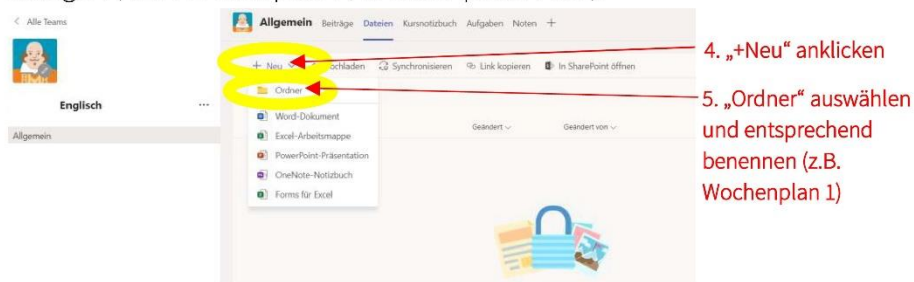 Alle Teams
Allgemein Beiträge Dateien Kursnotizbuch Aufgaben Noten +
+ Neu hochladen Synchronisieren Link kopieren In SharePoint öffnen
4. „+Neu“ anklicken
Ordner
5. „Ordner“ auswählen
und entsprechend
benennen (z.B.
Wochenplan 1)
Englisch ...
Allgemein
Word-Dokument
Geändert
Geändert von
Excel-Arbeitsmappe
PowerPoint-Präsentation
OneNote-Notizbuch
Forms für Excel